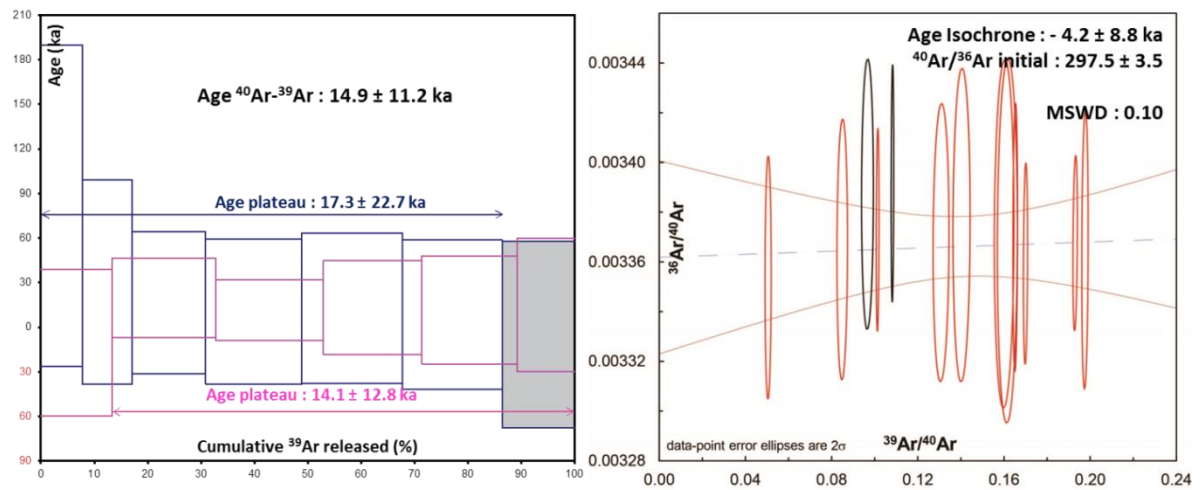 210
180
150
120
90
60
30
0
30
60
90
Age (ka)
Age ⁴⁰Ar-³⁹Ar : 14.9 ± 11.2 ka
Age plateau : 17.3 ± 22.7 ka
Age plateau : 14.1 ± 12.8 ka
Cumulative ³⁹Ar released (%)
0 10 20 30 40 50 60 70 80 90 100
Age Isochrone : - 4.2 ± 8.8 ka
⁴⁰Ar/³⁶Ar initial : 297.5 ± 3.5
MSWD : 0.10
0.00344
0.00340
0.00336
0.00332
0.00328
³⁶Ar/⁴⁰Ar
data-point error ellipses are 2σ
³⁹Ar/⁴⁰Ar
0.00 0.04 0.08 0.12 0.16 0.20 0.24